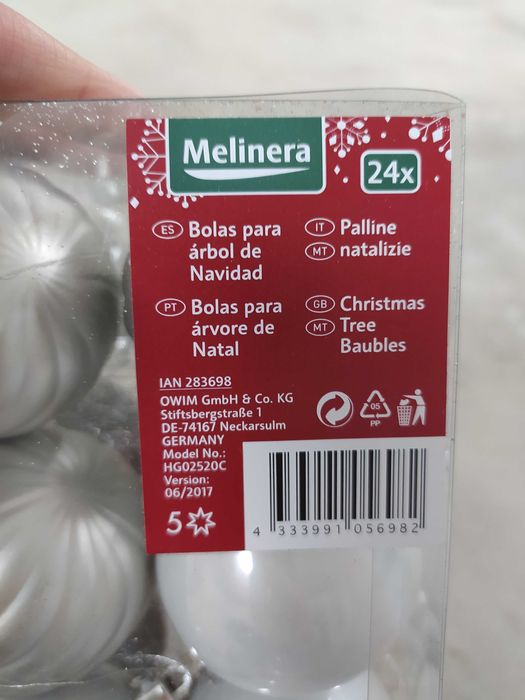 Melinera
24x
ES Bolas para
árbol de
Navidad
IT Palline
MT natalizie
PT Bolas para
árvore de
Natal
GB Christmas
MT Tree
Baubles
IAN 283698
OWIM GmbH & Co. KG
Stiftsbergstraße 1
DE-74167 Neckarsulm
GERMANY
Model No.:
HG02520C
Version:
06/2017
05
PP
5
4 333991 056982